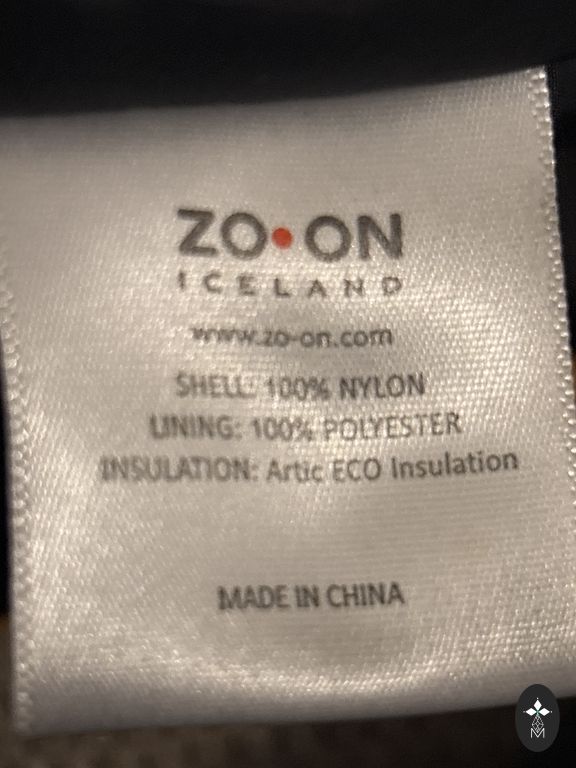 ZO•ON
ICELAND
www.zo-on.com
SHELL: 100% NYLON
LINING: 100% POLYESTER
INSULATION: Artic ECO Insulation
MADE IN CHINA
M